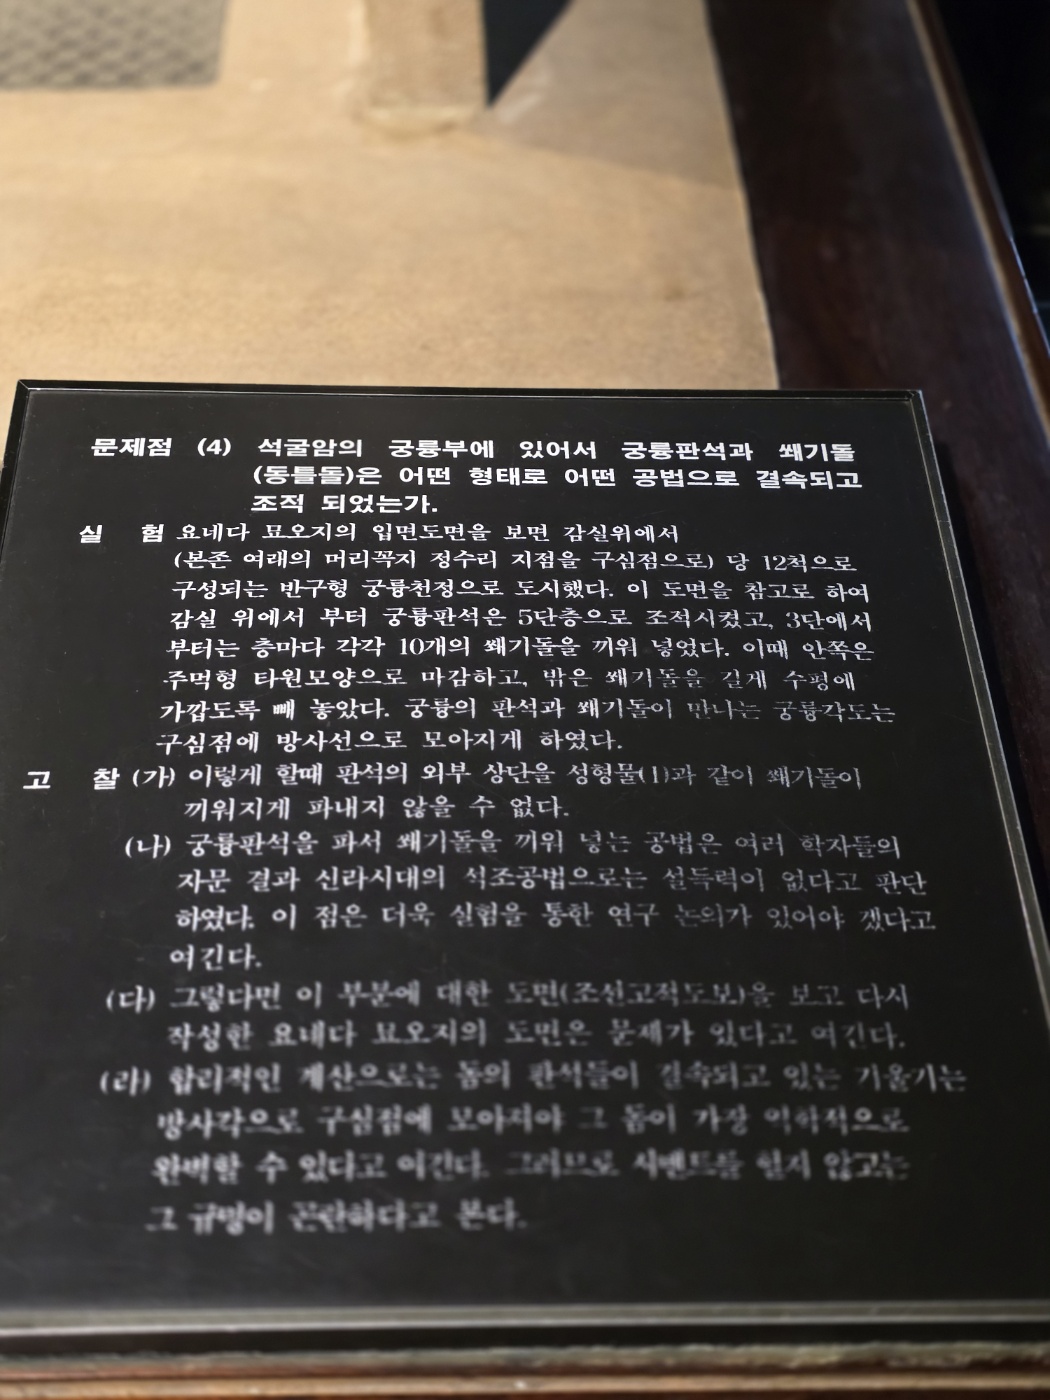 문제점 (4) 석굴암의 궁륭부에 있어서 궁륭판석과 쐐기돌
(동틀돌)은 어떤 형태로 어떤 공법으로 결속되고
조적 되었는가.
실 험 요네다 묘오지의 입면도면을 보면 감실위에서
(본존 여래의 머리꼭지 정수리 지점을 구심점으로) 당 12척으로
구성되는 반구형 궁륭천정으로 도시했다. 이 도면을 참고로 하여
감실 위에서 부터 궁륭판석은 5단층으로 조적시켰고, 3단에서
부터는 층마다 각각 10개의 쐐기돌을 끼워 넣었다. 이때 안쪽은
주먹형 타원모양으로 마감하고, 밖은 쐐기돌을 길게 수평에
가깝도록 빼 놓았다. 궁륭의 판석과 쐐기돌이 만나는 궁륭각도는
구심점에 방사선으로 모아지게 하였다.
고 찰 (가) 이렇게 할때 판석의 외부 상단을 성형물(1)과 같이 쐐기돌이
끼워지게 파내지 않을 수 없다.
(나) 궁륭판석을 파서 쐐기돌을 끼워 넣는 공법은 여러 학자들의
자문 결과 신라시대의 석조공법으로는 설득력이 없다고 판단
하였다. 이 점은 더욱 실험을 통한 연구 논의가 있어야 겠다고
여긴다.
(다) 그렇다면 이 부분에 대한 도면(조선고적도보)을 보고 다시
작성한 요네다 묘오지의 도면은 문제가 있다고 여긴다.
(라) 합리적인 계산으로는 돔의 판석들이 결속되고 있는 기울기는
방사각으로 구심점에 모아져야 그 돔이 가장 역학적으로
완벽할 수 있다고 여긴다. 그러므로 시멘트를 헐지 않고는
그 규명이 곤란하다고 본다.